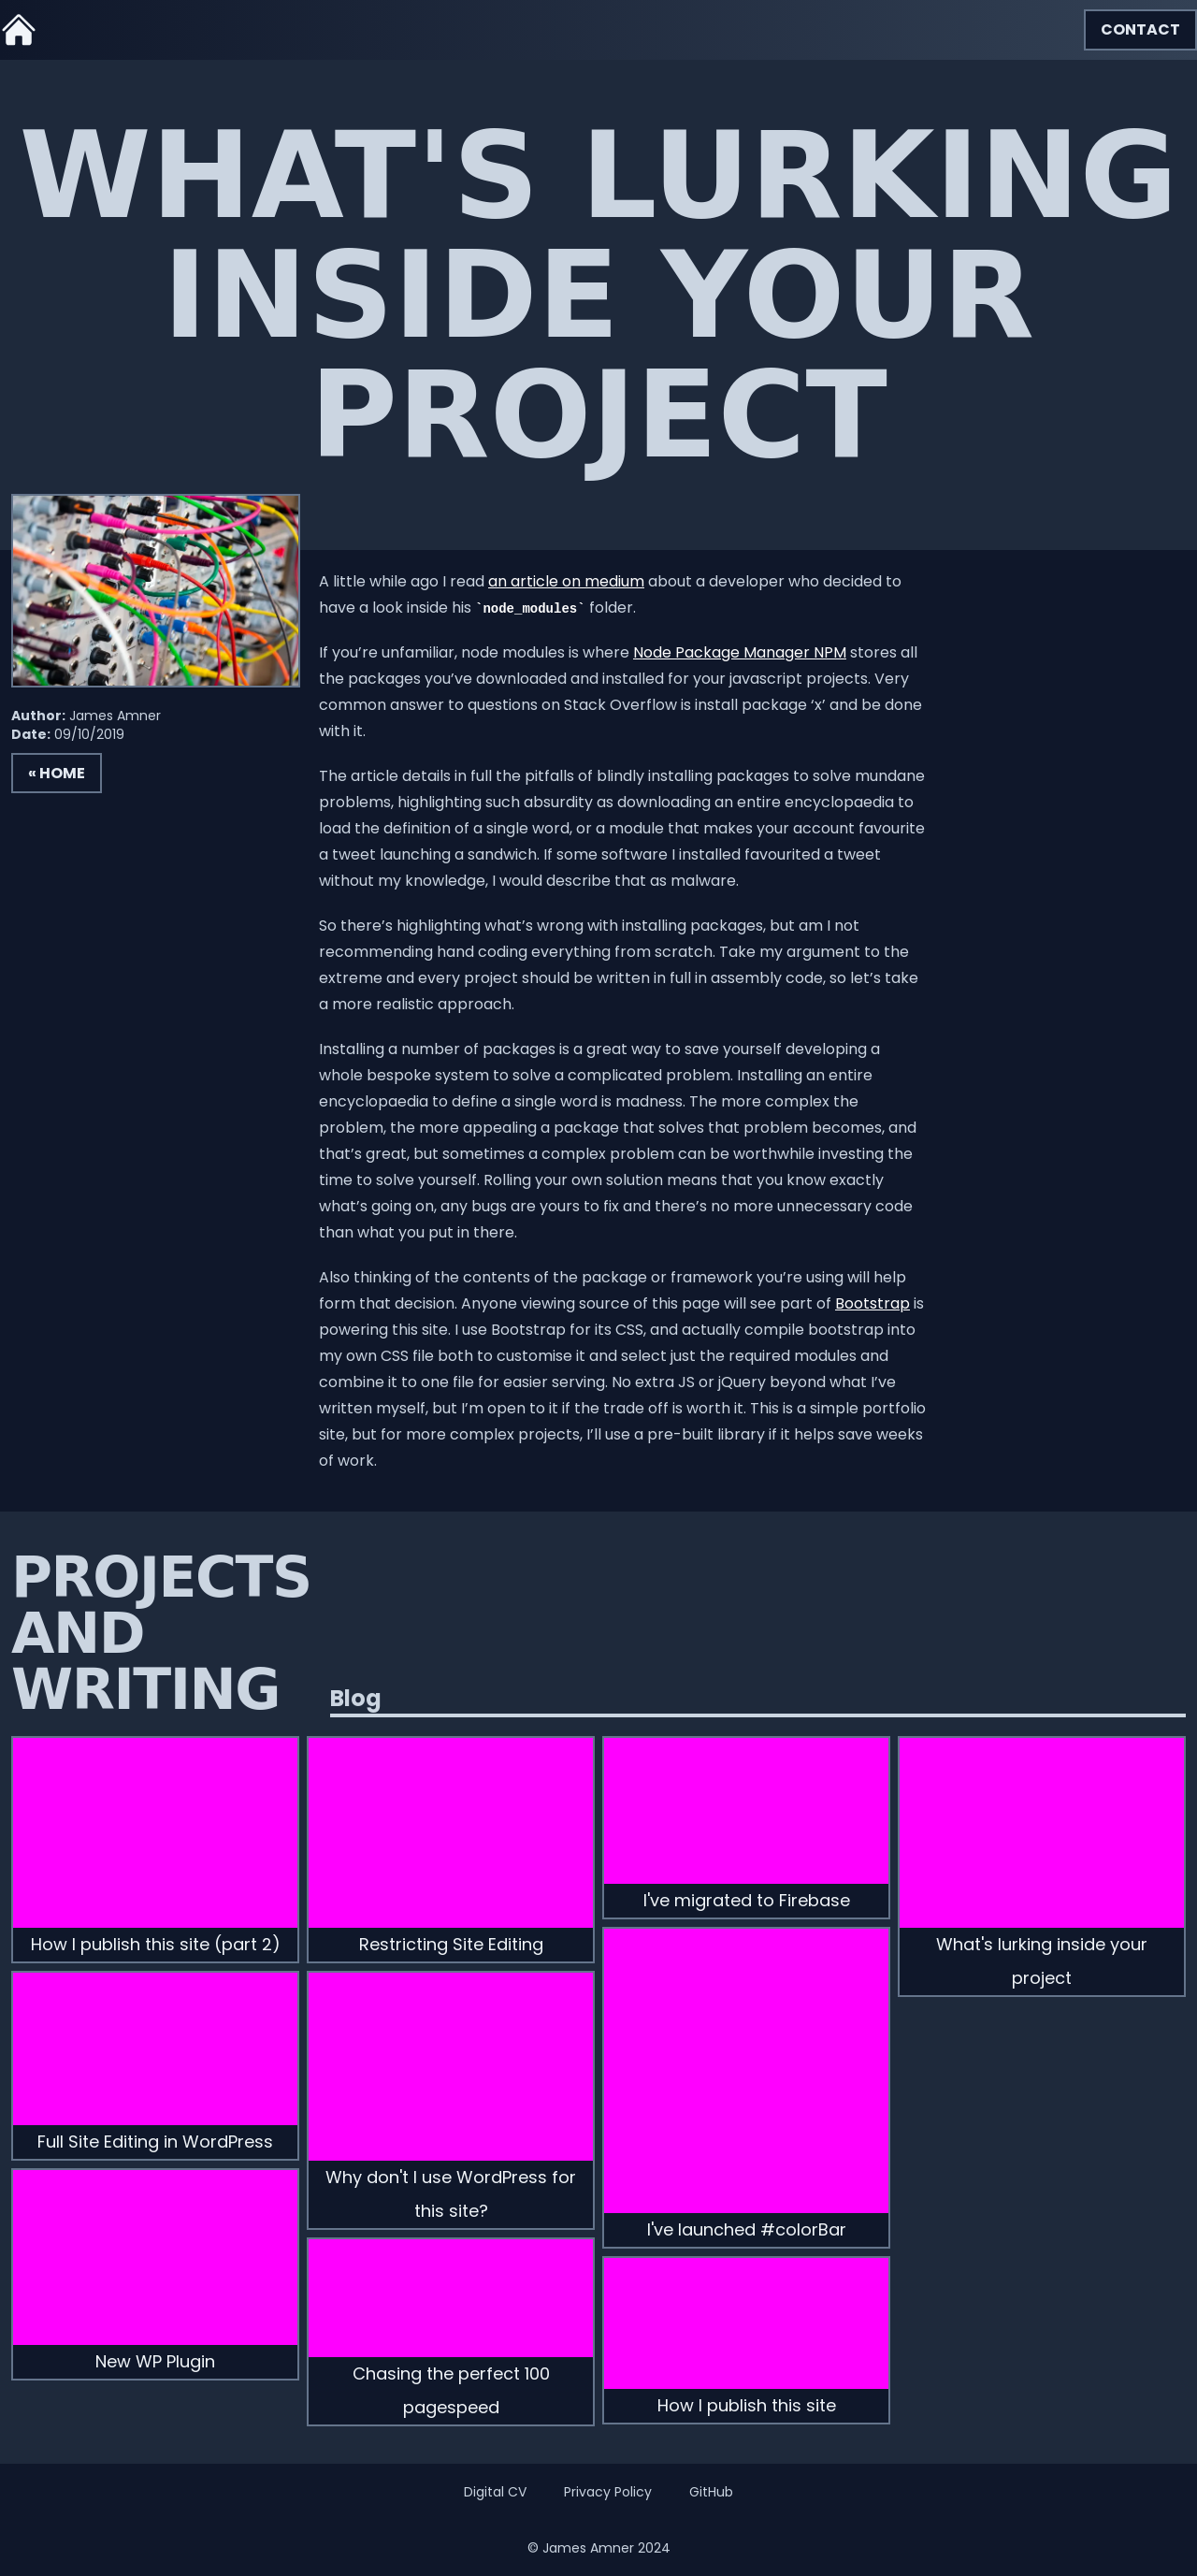 CONTACT
WHAT'S LURKING
INSIDE YOUR
PROJECT
Author: James Amner
Date: 09/10/2019
« HOME
A little while ago I read an article on medium about a developer who decided to
have a look inside his `node_modules` folder.
If you’re unfamiliar, node modules is where Node Package Manager NPM stores all
the packages you’ve downloaded and installed for your javascript projects. Very
common answer to questions on Stack Overflow is install package ‘x’ and be done
with it.
The article details in full the pitfalls of blindly installing packages to solve mundane
problems, highlighting such absurdity as downloading an entire encyclopaedia to
load the definition of a single word, or a module that makes your account favourite
a tweet launching a sandwich. If some software I installed favourited a tweet
without my knowledge, I would describe that as malware.
So there’s highlighting what’s wrong with installing packages, but am I not
recommending hand coding everything from scratch. Take my argument to the
extreme and every project should be written in full in assembly code, so let’s take
a more realistic approach.
Installing a number of packages is a great way to save yourself developing a
whole bespoke system to solve a complicated problem. Installing an entire
encyclopaedia to define a single word is madness. The more complex the
problem, the more appealing a package that solves that problem becomes, and
that’s great, but sometimes a complex problem can be worthwhile investing the
time to solve yourself. Rolling your own solution means that you know exactly
what’s going on, any bugs are yours to fix and there’s no more unnecessary code
than what you put in there.
Also thinking of the contents of the package or framework you’re using will help
form that decision. Anyone viewing source of this page will see part of Bootstrap is
powering this site. I use Bootstrap for its CSS, and actually compile bootstrap into
my own CSS file both to customise it and select just the required modules and
combine it to one file for easier serving. No extra JS or jQuery beyond what I’ve
written myself, but I’m open to it if the trade off is worth it. This is a simple portfolio
site, but for more complex projects, I’ll use a pre-built library if it helps save weeks
of work.
PROJECTS
AND
WRITING
Blog
How I publish this site (part 2)
Full Site Editing in WordPress
New WP Plugin
Restricting Site Editing
Why don't I use WordPress for
this site?
Chasing the perfect 100
pagespeed
I've migrated to Firebase
I've launched #colorBar
How I publish this site
What's lurking inside your
project
Digital CV Privacy Policy GitHub
© James Amner 2024